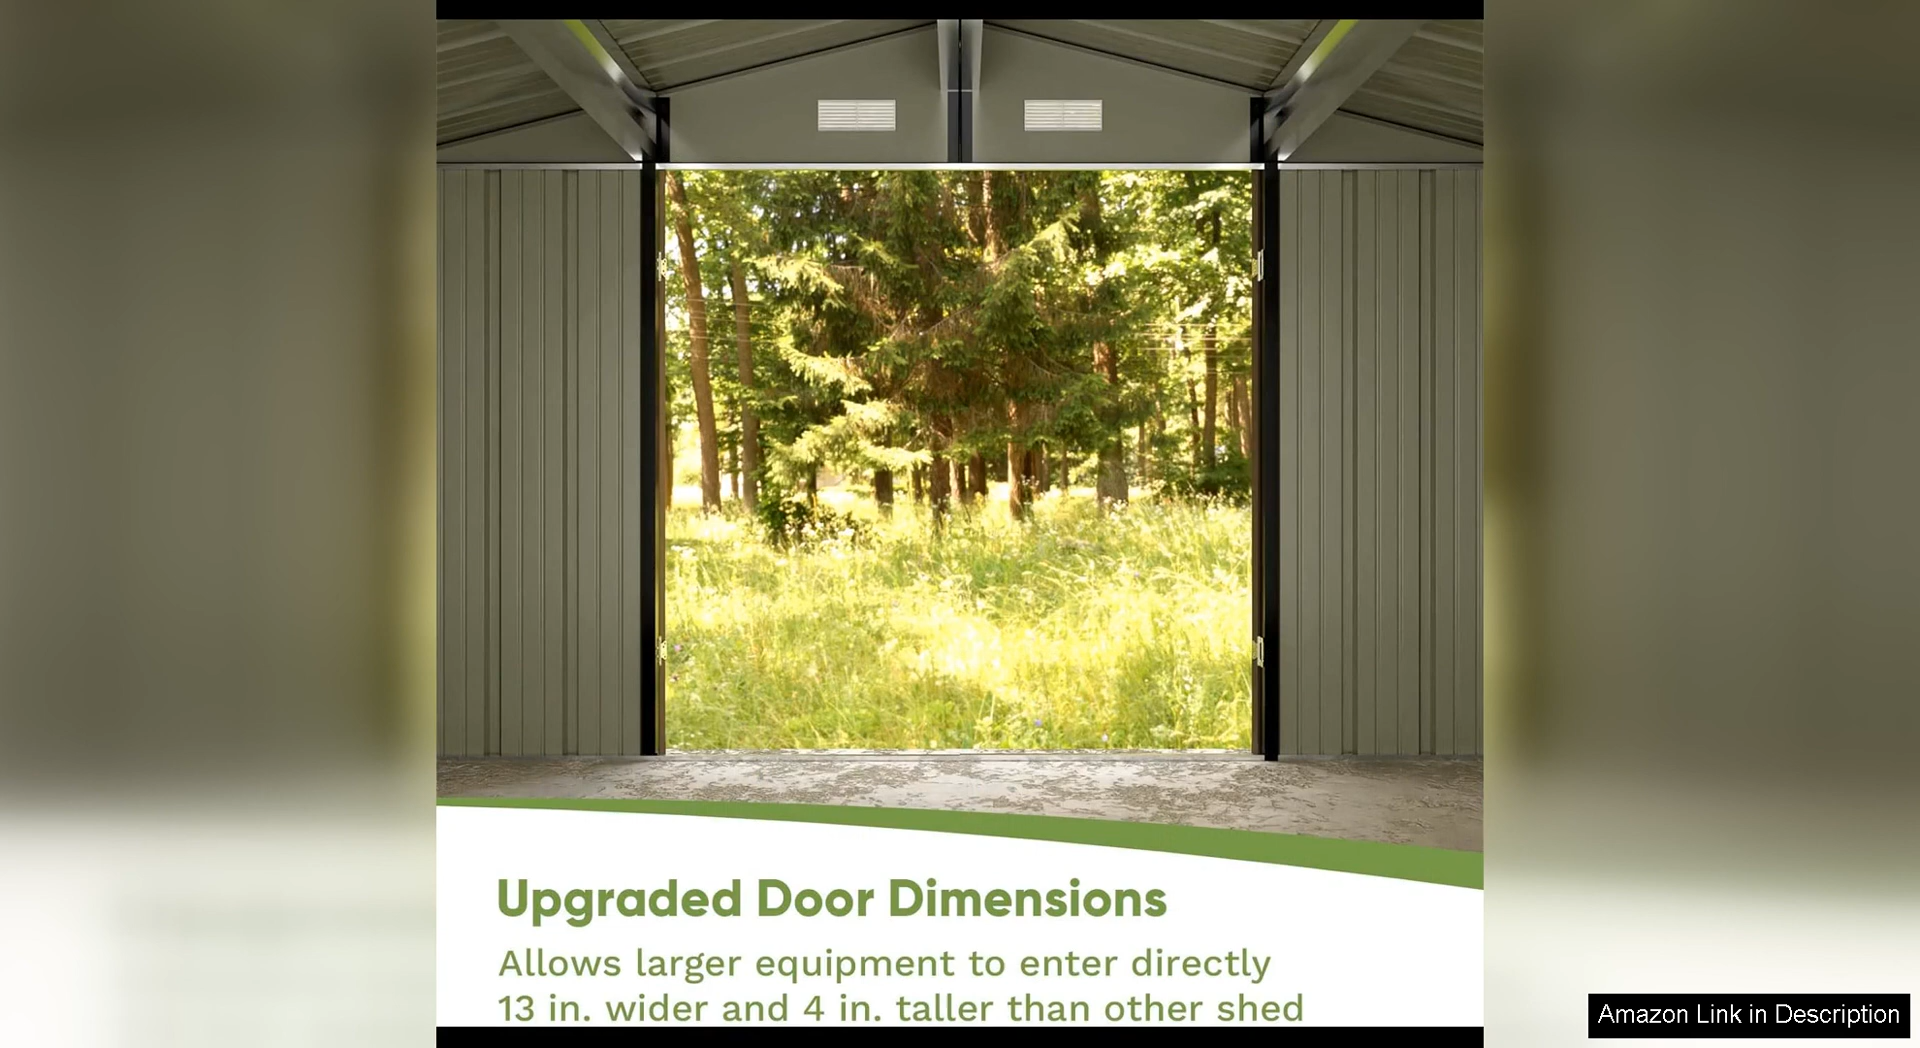 Upgraded Door Dimensions
Allows larger equipment to enter directly
13 in. wider and 4 in. taller than other shed
Amazon Link in Description